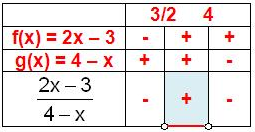 3/2 4
f(x) = 2x – 3 - + +
g(x) = 4 – x + + -
2x – 3
4 – x
- + -